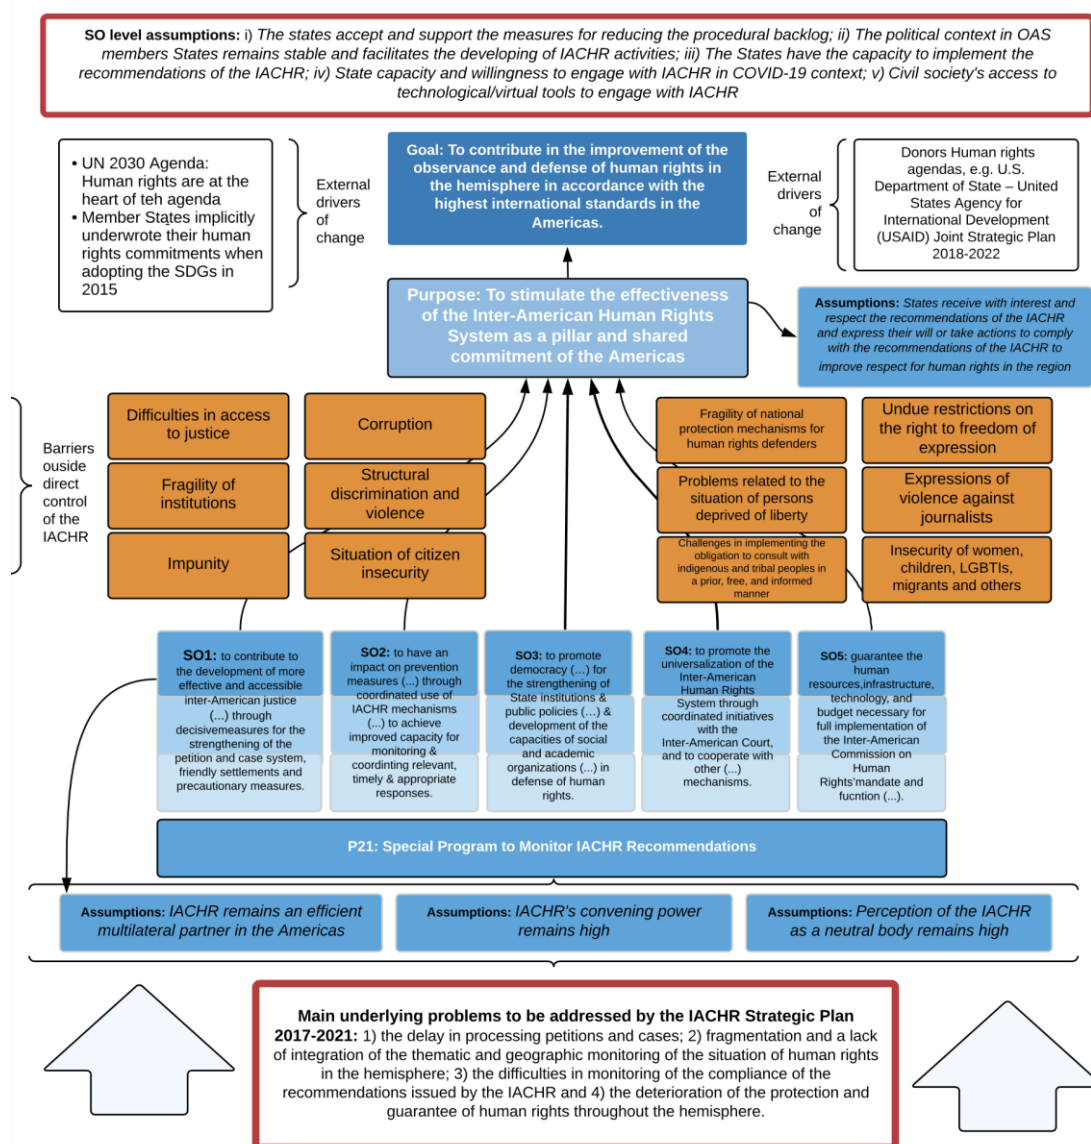 SO level assumptions: i) The states accept and support the measures for reducing the procedural backlog; ii) The political context in OAS
members States remains stable and facilitates the developing of IACHR activities; iii) The States have the capacity to implement the
recommendations of the IACHR; iv) State capacity and willingness to engage with IACHR in COVID-19 context; v) Civil society's access to
technological/virtual tools to engage with IACHR
• UN 2030 Agenda:
Human rights are at the
heart of teh agenda
• Member States implicitly
underwrote their human
rights commitments when
adopting the SDGs in
2015
External
drivers
of
change
Goal: To contribute in the improvement of the
observance and defense of human rights in
the hemisphere in accordance with the
highest international standards in the
Americas.
External
drivers
of
change
Donors Human rights
agendas, e.g. U.S.
Department of State – United
States Agency for
International Development
(USAID) Joint Strategic Plan
2018-2022
Purpose: To stimulate the effectiveness
of the Inter-American Human Rights
System as a pillar and shared
commitment of the Americas
Assumptions: States receive with interest and
respect the recommendations of the IACHR
and express their will or take actions to comply
with the recommendations of the IACHR to
improve respect for human rights in the region
Barriers
ouside
direct
control
of the
IACHR
Difficulties in access
to justice
Corruption
Fragility of
institutions
Structural
discrimination and
violence
Impunity
Situation of citizen
insecurity
Fragility of national
protection mechanisms for
human rights defenders
Undue restrictions on
the right to freedom of
expression
Problems related to the
situation of persons
deprived of liberty
Expressions of
violence against
journalists
Challenges in implementing the
obligation to consult with
indigenous and tribal peoples in
a prior, free, and informed
manner
Insecurity of women,
children, LGBTIs,
migrants and others
SO1: to contribute to
the development of more
effective and accessible
inter-American justice
(…) through
decisivemeasures for the
strengthening of the
petition and case system,
friendly settlements and
precautionary measures.
SO2: to have an
impact on prevention
measures (...) through
coordinated use of
IACHR mechanisms
(...) to achieve
improved capacity for
monitoring &
coordinting relevant,
timely & appropriate
responses.
SO3: to promote
democracy (…) for
the strengthening of
State institutions &
public policies (…) &
development of the
capacities of social
and academic
organizations (...) in
defense of human
rights.
SO4: to promote the
universalization of the
Inter-American
Human Rights
System through
coordinated initiatives
with the
Inter-American Court,
and to cooperate with
other (...)
mechanisms.
SO5: guarantee the
human
resources,infrastructure,
technology, and
budget necessary for
full implementation of
the Inter-American
Commission on
Human
Rights'mandate and
fucntion (...).
P21: Special Program to Monitor IACHR Recommendations
Assumptions: IACHR remains an efficient
multilateral partner in the Americas
Assumptions: IACHR's convening power
remains high
Assumptions: Perception of the IACHR
as a neutral body remains high
Main underlying problems to be addressed by the IACHR Strategic Plan
2017-2021: 1) the delay in processing petitions and cases; 2) fragmentation and a lack
of integration of the thematic and geographic monitoring of the situation of human rights
in the hemisphere; 3) the difficulties in monitoring of the compliance of the
recommendations issued by the IACHR and 4) the deterioration of the protection and
guarantee of human rights throughout the hemisphere.